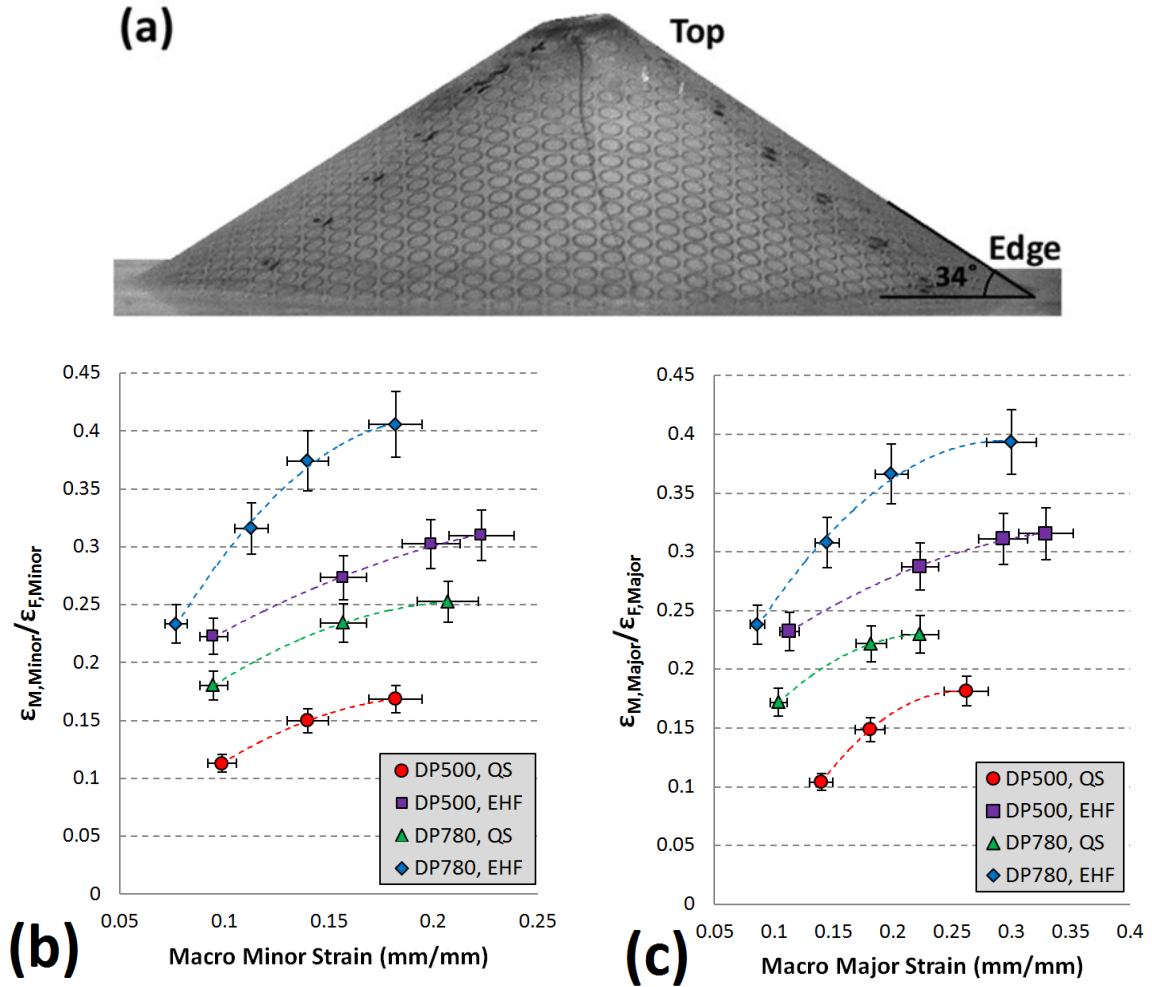 (a)
Top
Edge
34°
εM,Minor/εF,Minor
0.45
0.4
0.35
0.3
0.25
0.2
0.15
0.1
0.05
0
DP500, QS
DP500, EHF
DP780, QS
DP780, EHF
0.05 0.1 0.15 0.2 0.25
Macro Minor Strain (mm/mm)
(b)
εM,Major/εF,Major
0.45
0.4
0.35
0.3
0.25
0.2
0.15
0.1
0.05
0
DP500, QS
DP500, EHF
DP780, QS
DP780, EHF
0.05 0.1 0.15 0.2 0.25 0.3 0.35 0.4
Macro Major Strain (mm/mm)
(c)